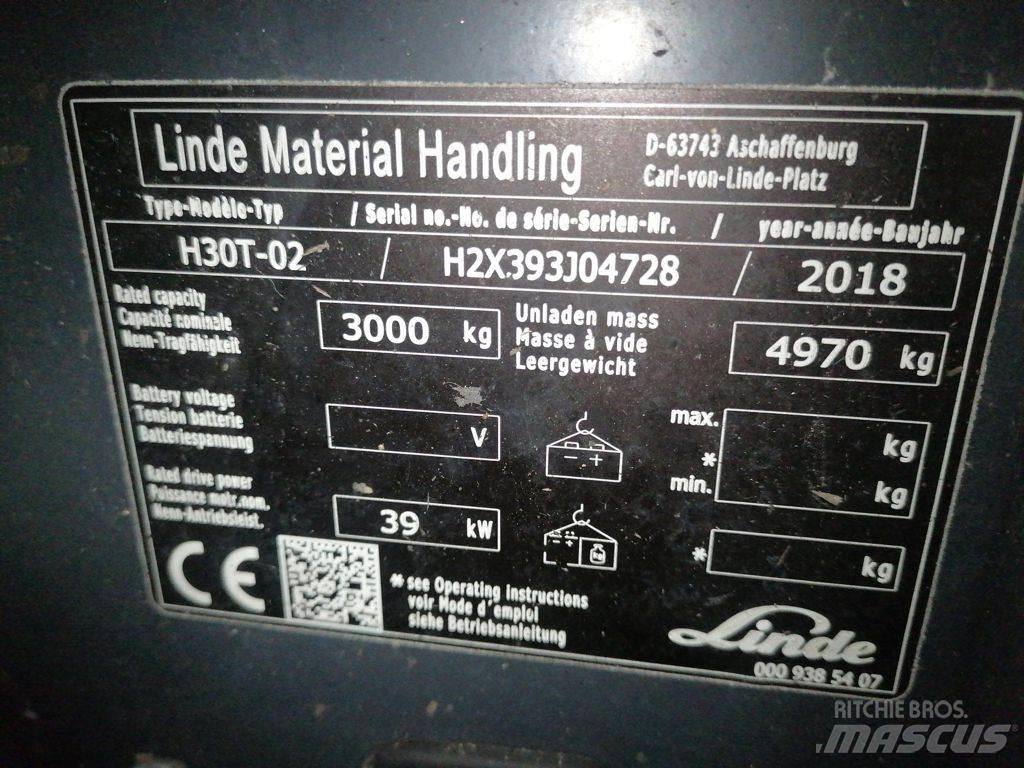 Linde Material Handling
D-63743 Aschaffenburg
Carl-von-Linde-Platz
Type-Modèle-Typ / Serial no.-No. de série-Serien-Nr. / year-année-Baujahr
H30T-02 / H2X393J04728 / 2018
Rated capacity
Capacité nominale
Nenn-Tragfähigkeit
3000 kg
Unladen mass
Masse à vide
Leergewicht
4970 kg
Battery voltage
Tension batterie
Batteriespannung
V
- +
max.
*
min.
kg
kg
Rated drive power
Puissance motr.nom.
Nenn-Antriebsleist.
39 kW
- +
kg
*
kg
CE
* see Operating Instructions
voir Mode d'emploi
siehe Betriebsanleitung
Linde
000 938 54 07
RITCHIE BROS.
MASCUS